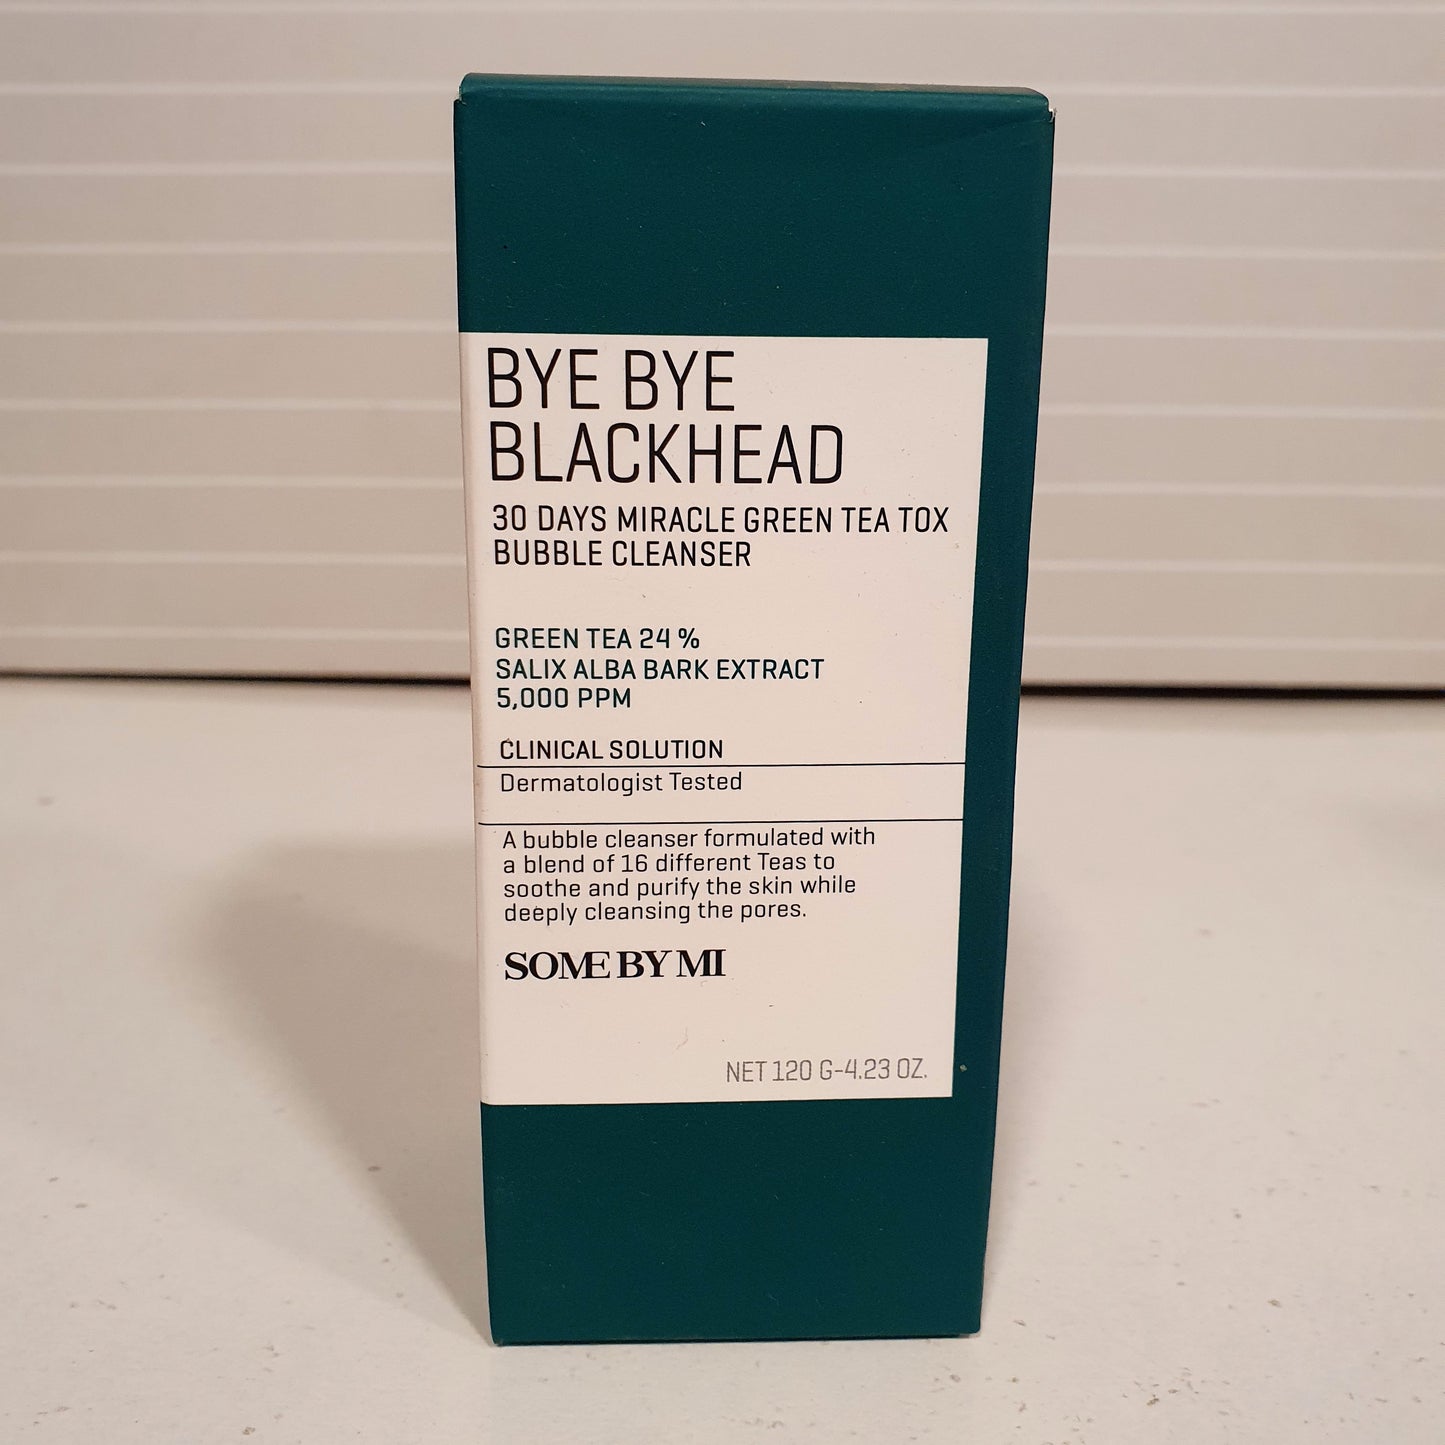 BYE BYE
BLACKHEAD
30 DAYS MIRACLE GREEN TEA TOX
BUBBLE CLEANSER
GREEN TEA 24 %
SALIX ALBA BARK EXTRACT
5,000 PPM
CLINICAL SOLUTION
Dermatologist Tested
A bubble cleanser formulated with
a blend of 16 different Teas to
soothe and purify the skin while
deeply cleansing the pores.
SOME BY MI
NET 120 G-4.23 OZ.